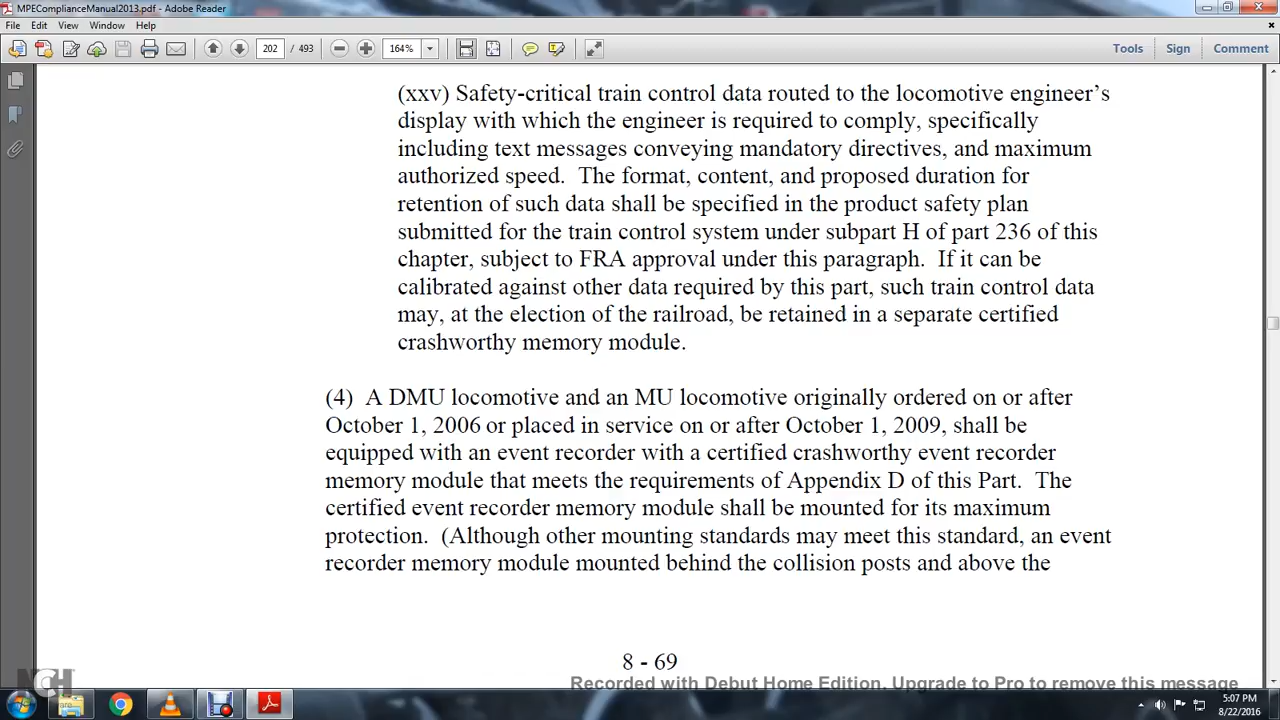 MPEComplianceManual2013.pdf - Adobe Reader
File Edit View Window Help
202 / 493 164% Tools Sign Comment
(xxv) Safety-critical train control data routed to the locomotive engineer's
display with which the engineer is required to comply, specifically
including text messages conveying mandatory directives, and maximum
authorized speed. The format, content, and proposed duration for
retention of such data shall be specified in the product safety plan
submitted for the train control system under subpart H of part 236 of this
chapter, subject to FRA approval under this paragraph. If it can be
calibrated against other data required by this part, such train control data
may, at the election of the railroad, be retained in a separate certified
crashworthy memory module.
(4) A DMU locomotive and an MU locomotive originally ordered on or after
October 1, 2006 or placed in service on or after October 1, 2009, shall be
equipped with an event recorder with a certified crashworthy event recorder
memory module that meets the requirements of Appendix D of this Part. The
certified event recorder memory module shall be mounted for its maximum
protection. (Although other mounting standards may meet this standard, an event
recorder memory module mounted behind the collision posts and above the
8 - 69
NCH
Recorded with Debut Home Edition. Upgrade to Pro to remove this message
5:07 PM
8/22/2016